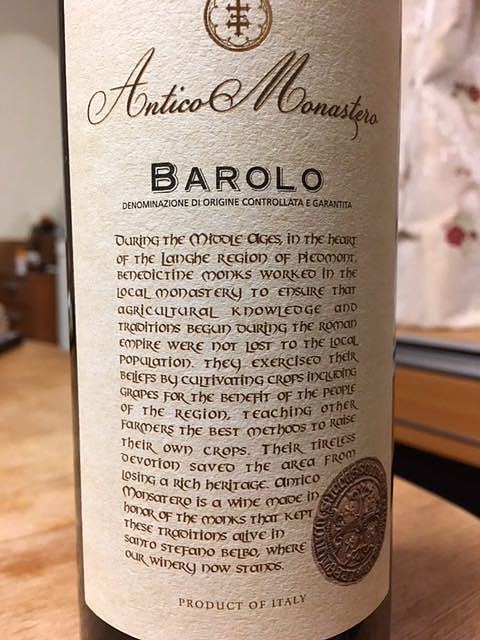 Antico Monastero
BAROLO
DENOMINAZIONE DI ORIGINE CONTROLLATA E GARANTITA
During the Middle Ages, in the heart
of the Langhe region of Piedmont,
Benedictine monks worked in the
local monastery to ensure that
agricultural knowledge and
traditions begun during the Roman
Empire were not lost to the local
population. They exercised their
beliefs by cultivating crops including
grapes for the benefit of the people
of the region, teaching other
farmers the best methods to raise
their own crops. Their tireless
devotion saved the area from
losing a rich heritage. Antico
Monsatero is a wine made in
honor of the monks that kept
these traditions alive in
Santo Stefano Belbo, where
our winery now stands.
PRODUCT OF ITALY